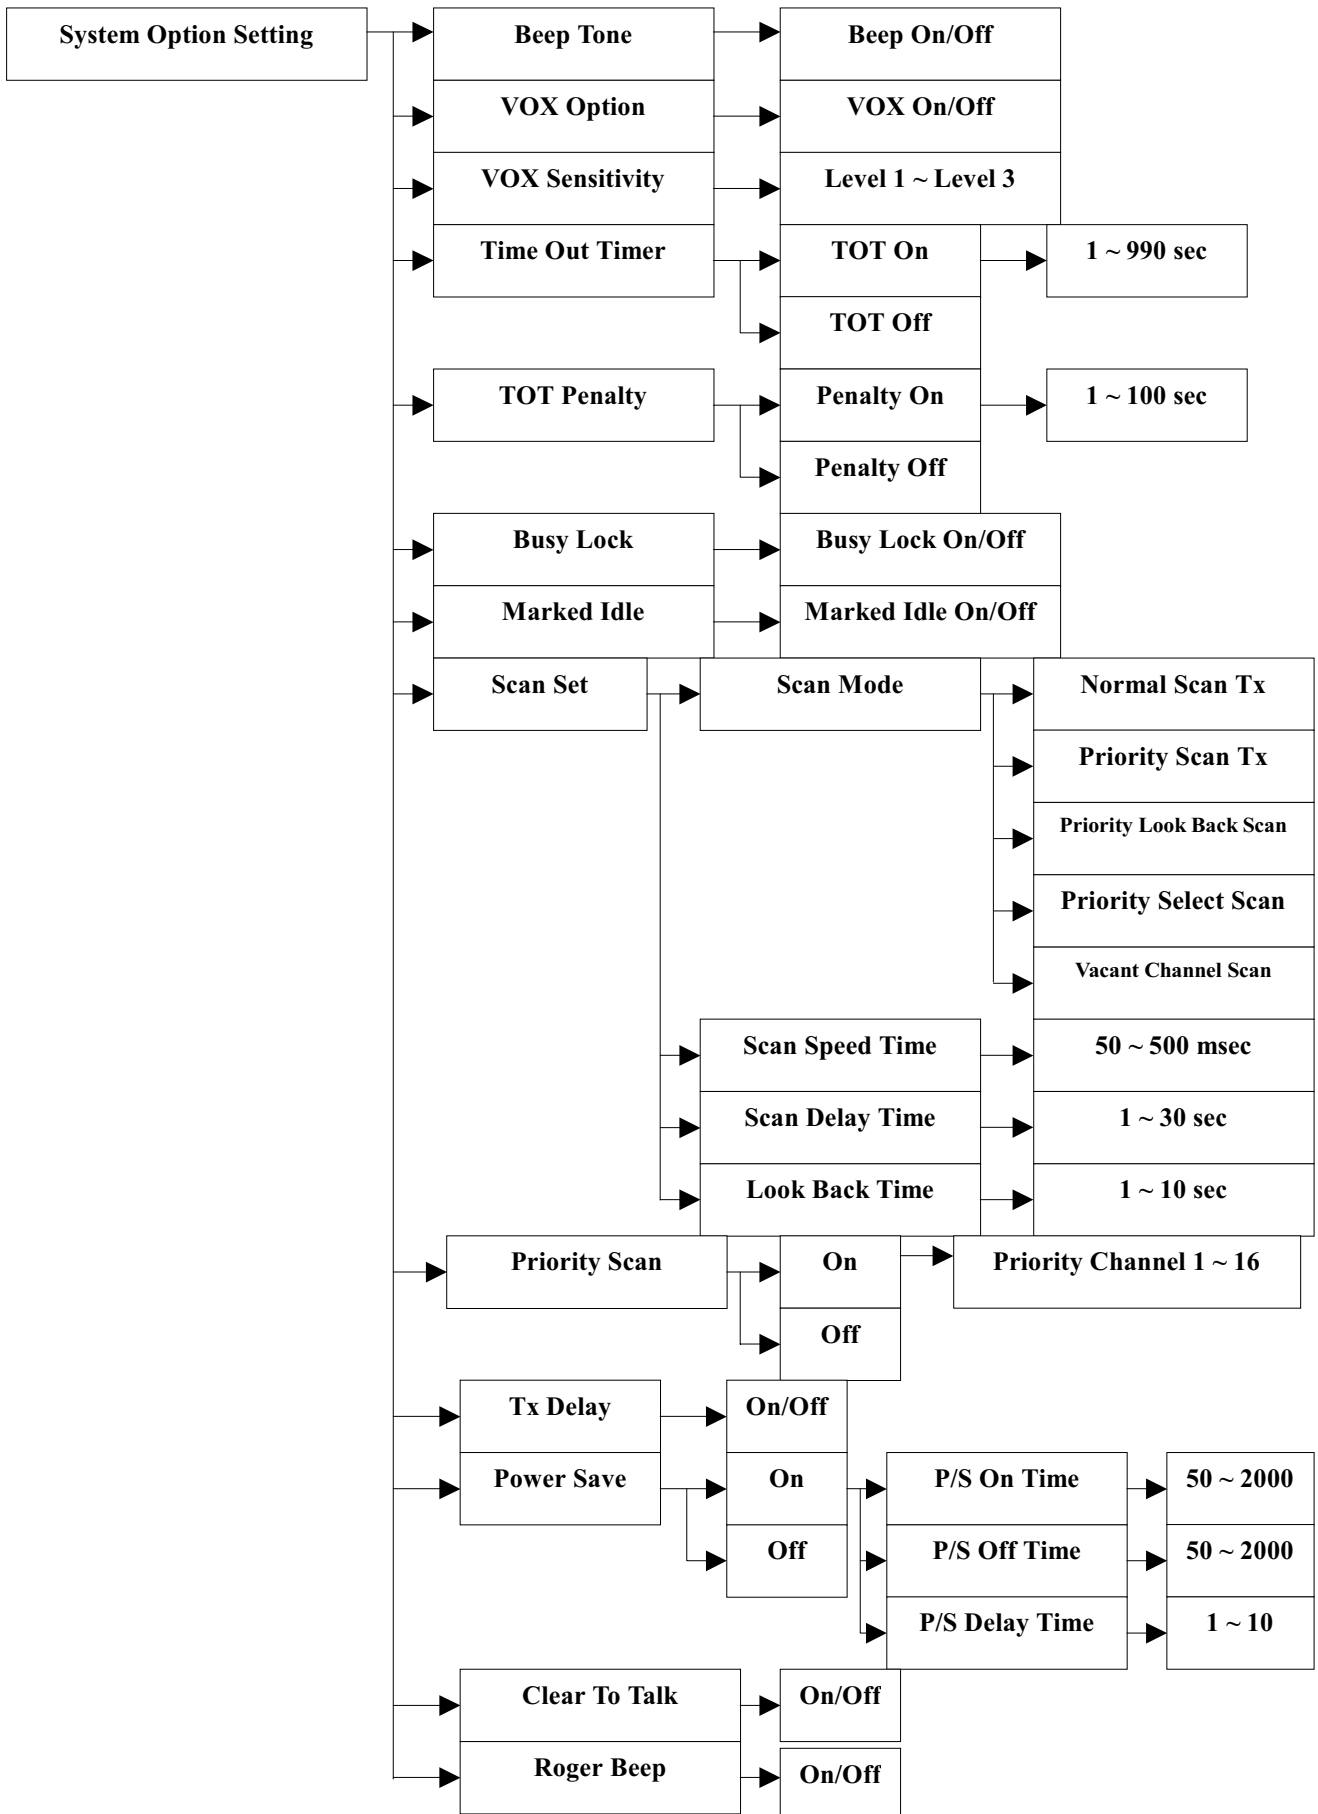 System Option Setting
Beep Tone
Beep On/Off
VOX Option
VOX On/Off
VOX Sensitivity
Level 1 ~ Level 3
Time Out Timer
TOT On
1 ~ 990 sec
TOT Off
TOT Penalty
Penalty On
1 ~ 100 sec
Penalty Off
Busy Lock
Busy Lock On/Off
Marked Idle
Marked Idle On/Off
Scan Set
Scan Mode
Normal Scan Tx
Priority Scan Tx
Priority Look Back Scan
Priority Select Scan
Vacant Channel Scan
Scan Speed Time
50 ~ 500 msec
Scan Delay Time
1 ~ 30 sec
Look Back Time
1 ~ 10 sec
Priority Scan
On
Priority Channel 1 ~ 16
Off
Tx Delay
On/Off
Power Save
On
P/S On Time
50 ~ 2000
Off
P/S Off Time
50 ~ 2000
P/S Delay Time
1 ~ 10
Clear To Talk
On/Off
Roger Beep
On/Off